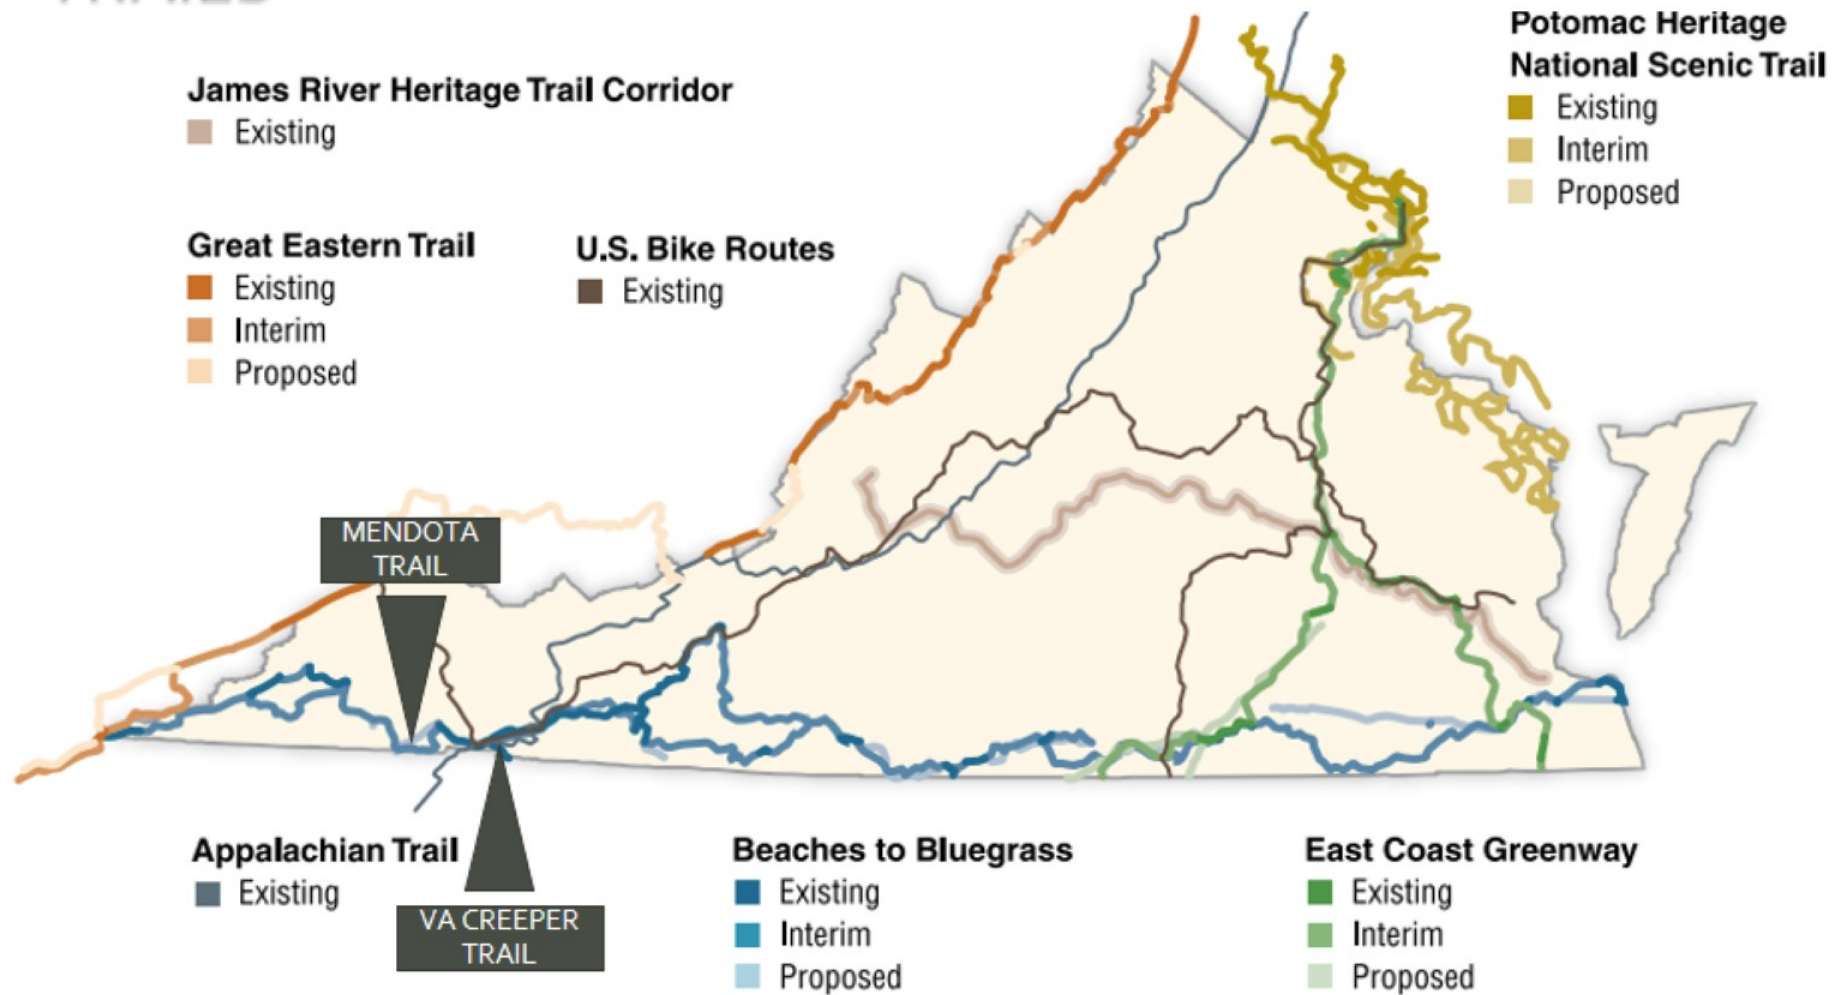 James River Heritage Trail Corridor
Existing
Potomac Heritage
National Scenic Trail
Existing
Interim
Proposed
Great Eastern Trail
Existing
Interim
Proposed
U.S. Bike Routes
Existing
MENDOTA
TRAIL
Appalachian Trail
Existing
VA CREEPER
TRAIL
Beaches to Bluegrass
Existing
Interim
Proposed
East Coast Greenway
Existing
Interim
Proposed